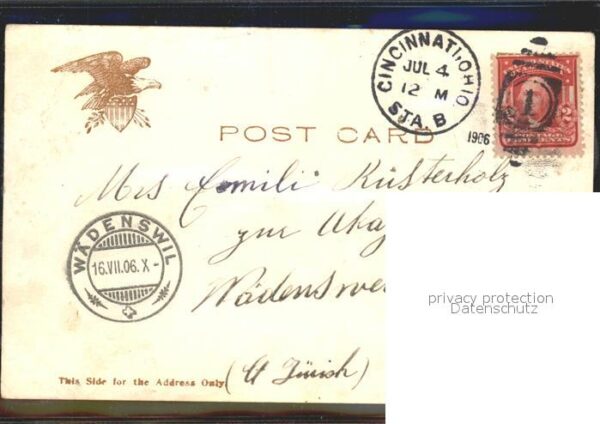 CINCINNATI, OHIO
JUL 4
12 M
STA. B
1906
1
POST CARD
Mrs Emili Küsterholz
zur
WÄDENSWIL
16.VII.06.X-
privacy protection
Datenschutz
This Side for the Address Only.
(Ct Zürich)